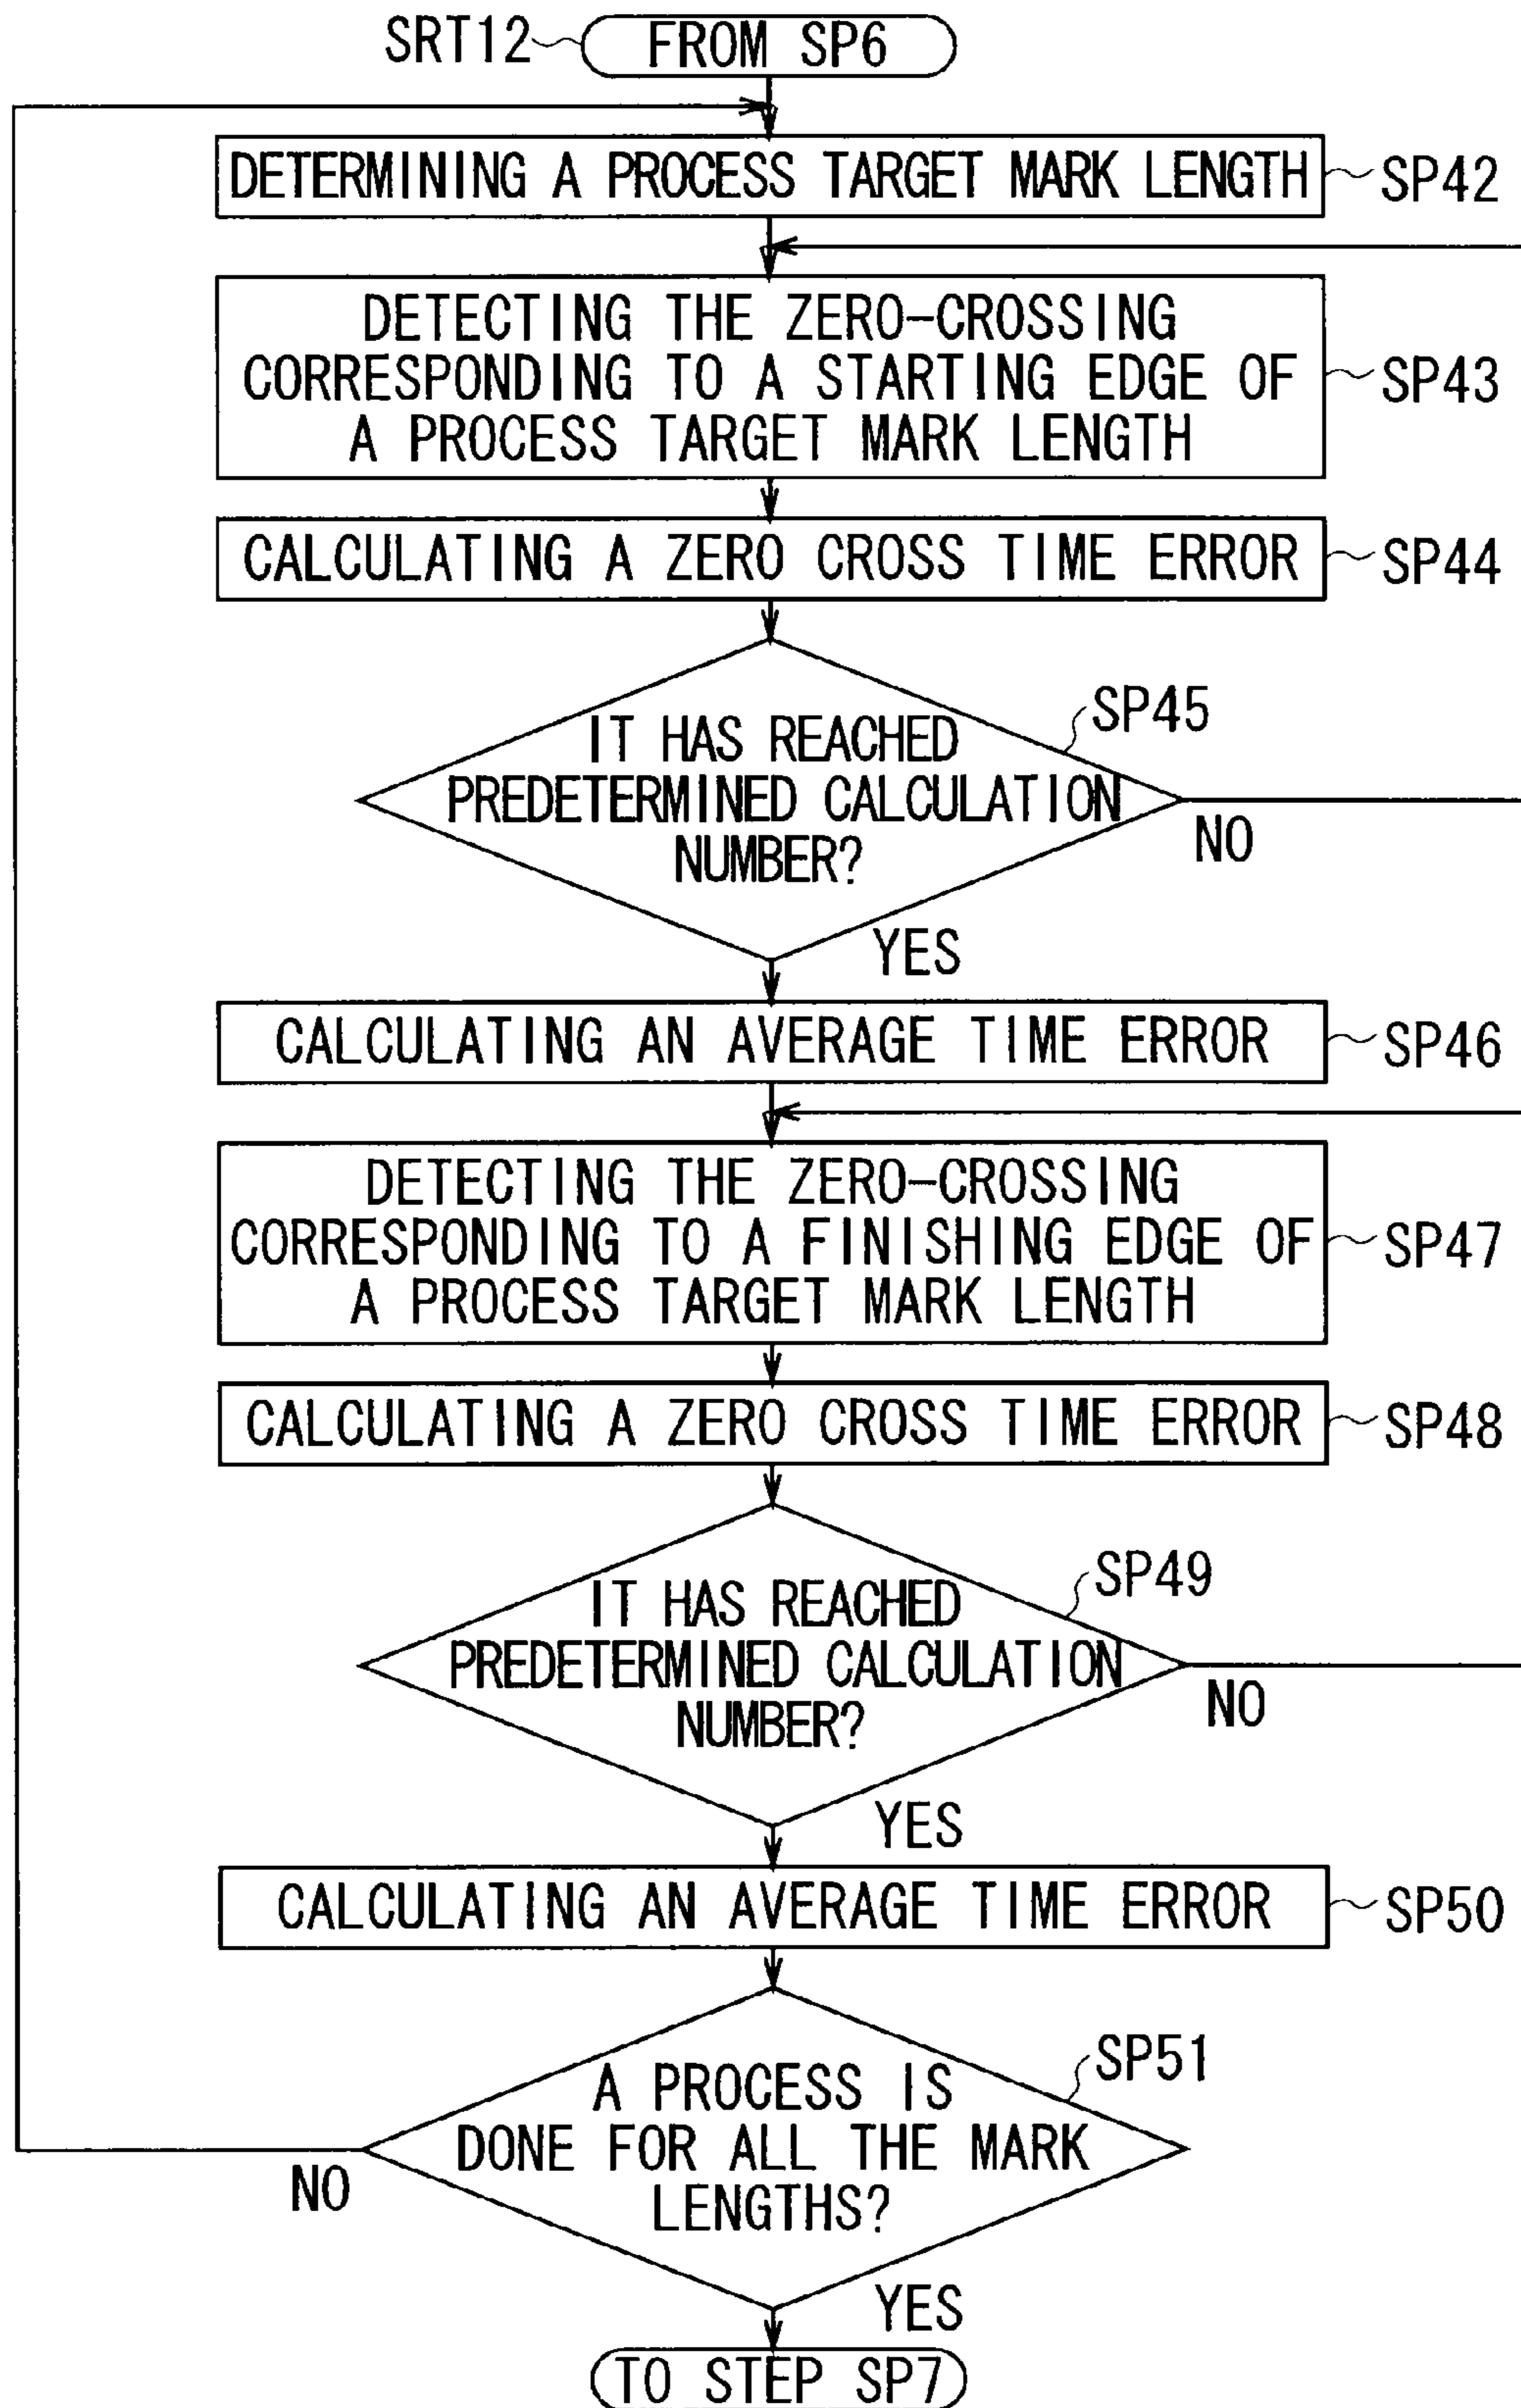 SRT12
FROM SP6
DETERMINING A PROCESS TARGET MARK LENGTH
SP42
DETECTING THE ZERO-CROSSING
CORRESPONDING TO A STARTING EDGE OF
A PROCESS TARGET MARK LENGTH
SP43
CALCULATING A ZERO CROSS TIME ERROR
SP44
SP45
IT HAS REACHED
PREDETERMINED CALCULATION
NUMBER?
NO
YES
CALCULATING AN AVERAGE TIME ERROR
SP46
DETECTING THE ZERO-CROSSING
CORRESPONDING TO A FINISHING EDGE OF
A PROCESS TARGET MARK LENGTH
SP47
CALCULATING A ZERO CROSS TIME ERROR
SP48
SP49
IT HAS REACHED
PREDETERMINED CALCULATION
NUMBER?
NO
YES
CALCULATING AN AVERAGE TIME ERROR
SP50
SP51
A PROCESS IS
DONE FOR ALL THE MARK
LENGTHS?
NO
YES
TO STEP SP7